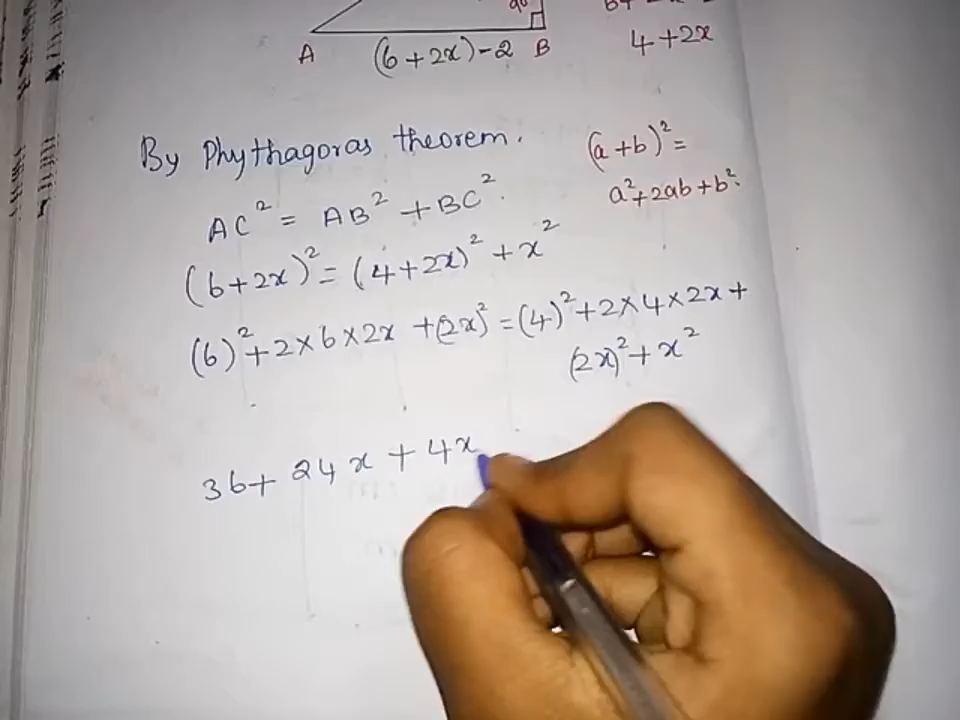 90
A (6+2x)-2 B
4+2x
By Phythagoras theorem.
(a+b)²=
a²+2ab+b².
AC² = AB² + BC².
(6+2x)² = (4+2x)² + x²
(6)² + 2×6×2x + (2x)² = (4)² + 2×4×2x +
(2x)² + x²
36+ 24x + 4x